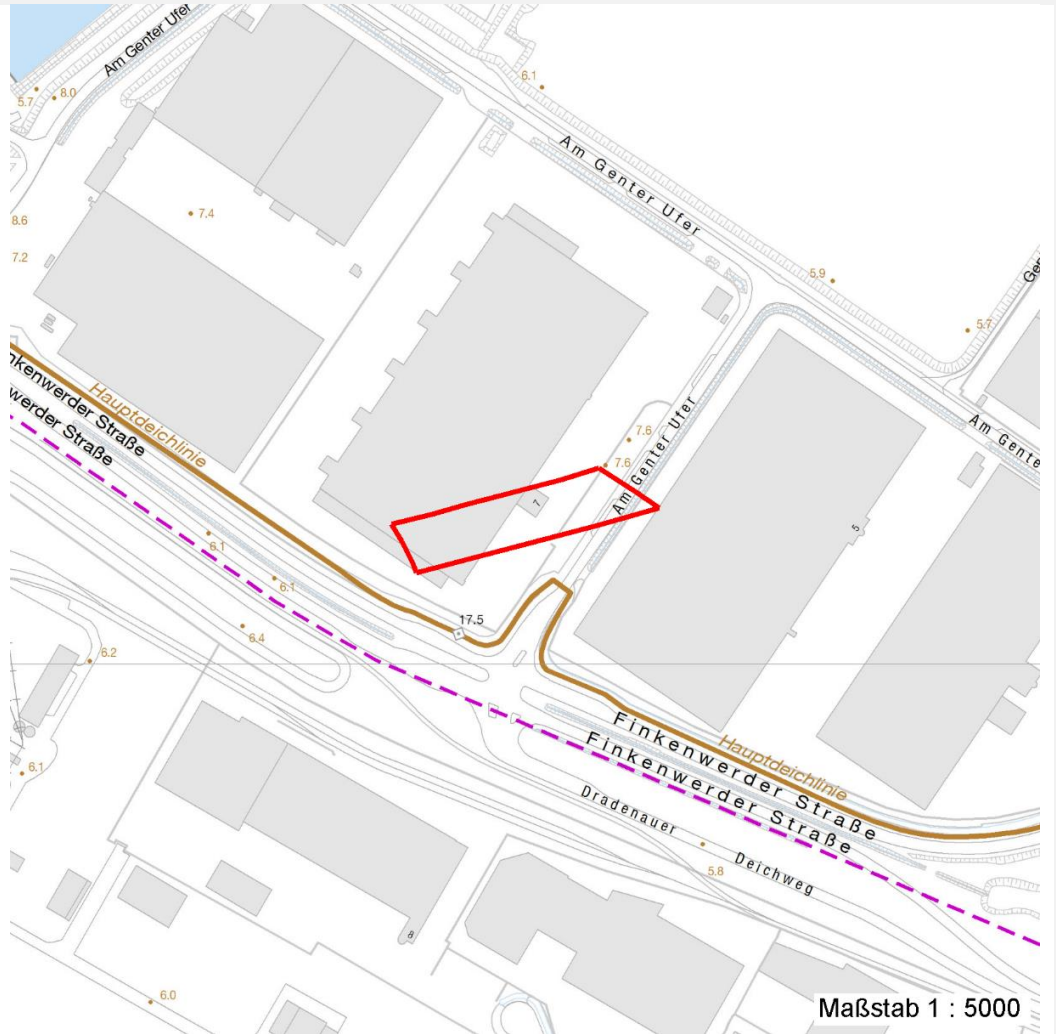 Am Genter Ufer
5.7
8.0
6.1
Am Genter Ufer
7.4
8.6
7.2
5.9
5.7
Hauptdeichlinie
nkenwerder Straße
werder Straße
7.6
7.6
Am Genter Ufer
Am Gente
7
5
6.1
6.1
17.5
6.4
6.2
Finkenwerder Straße
Finkenwerder Straße
Hauptdeichlinie
6.1
Dradenauer
Deichweg
5.8
8
6.0
Maßstab 1 : 5000